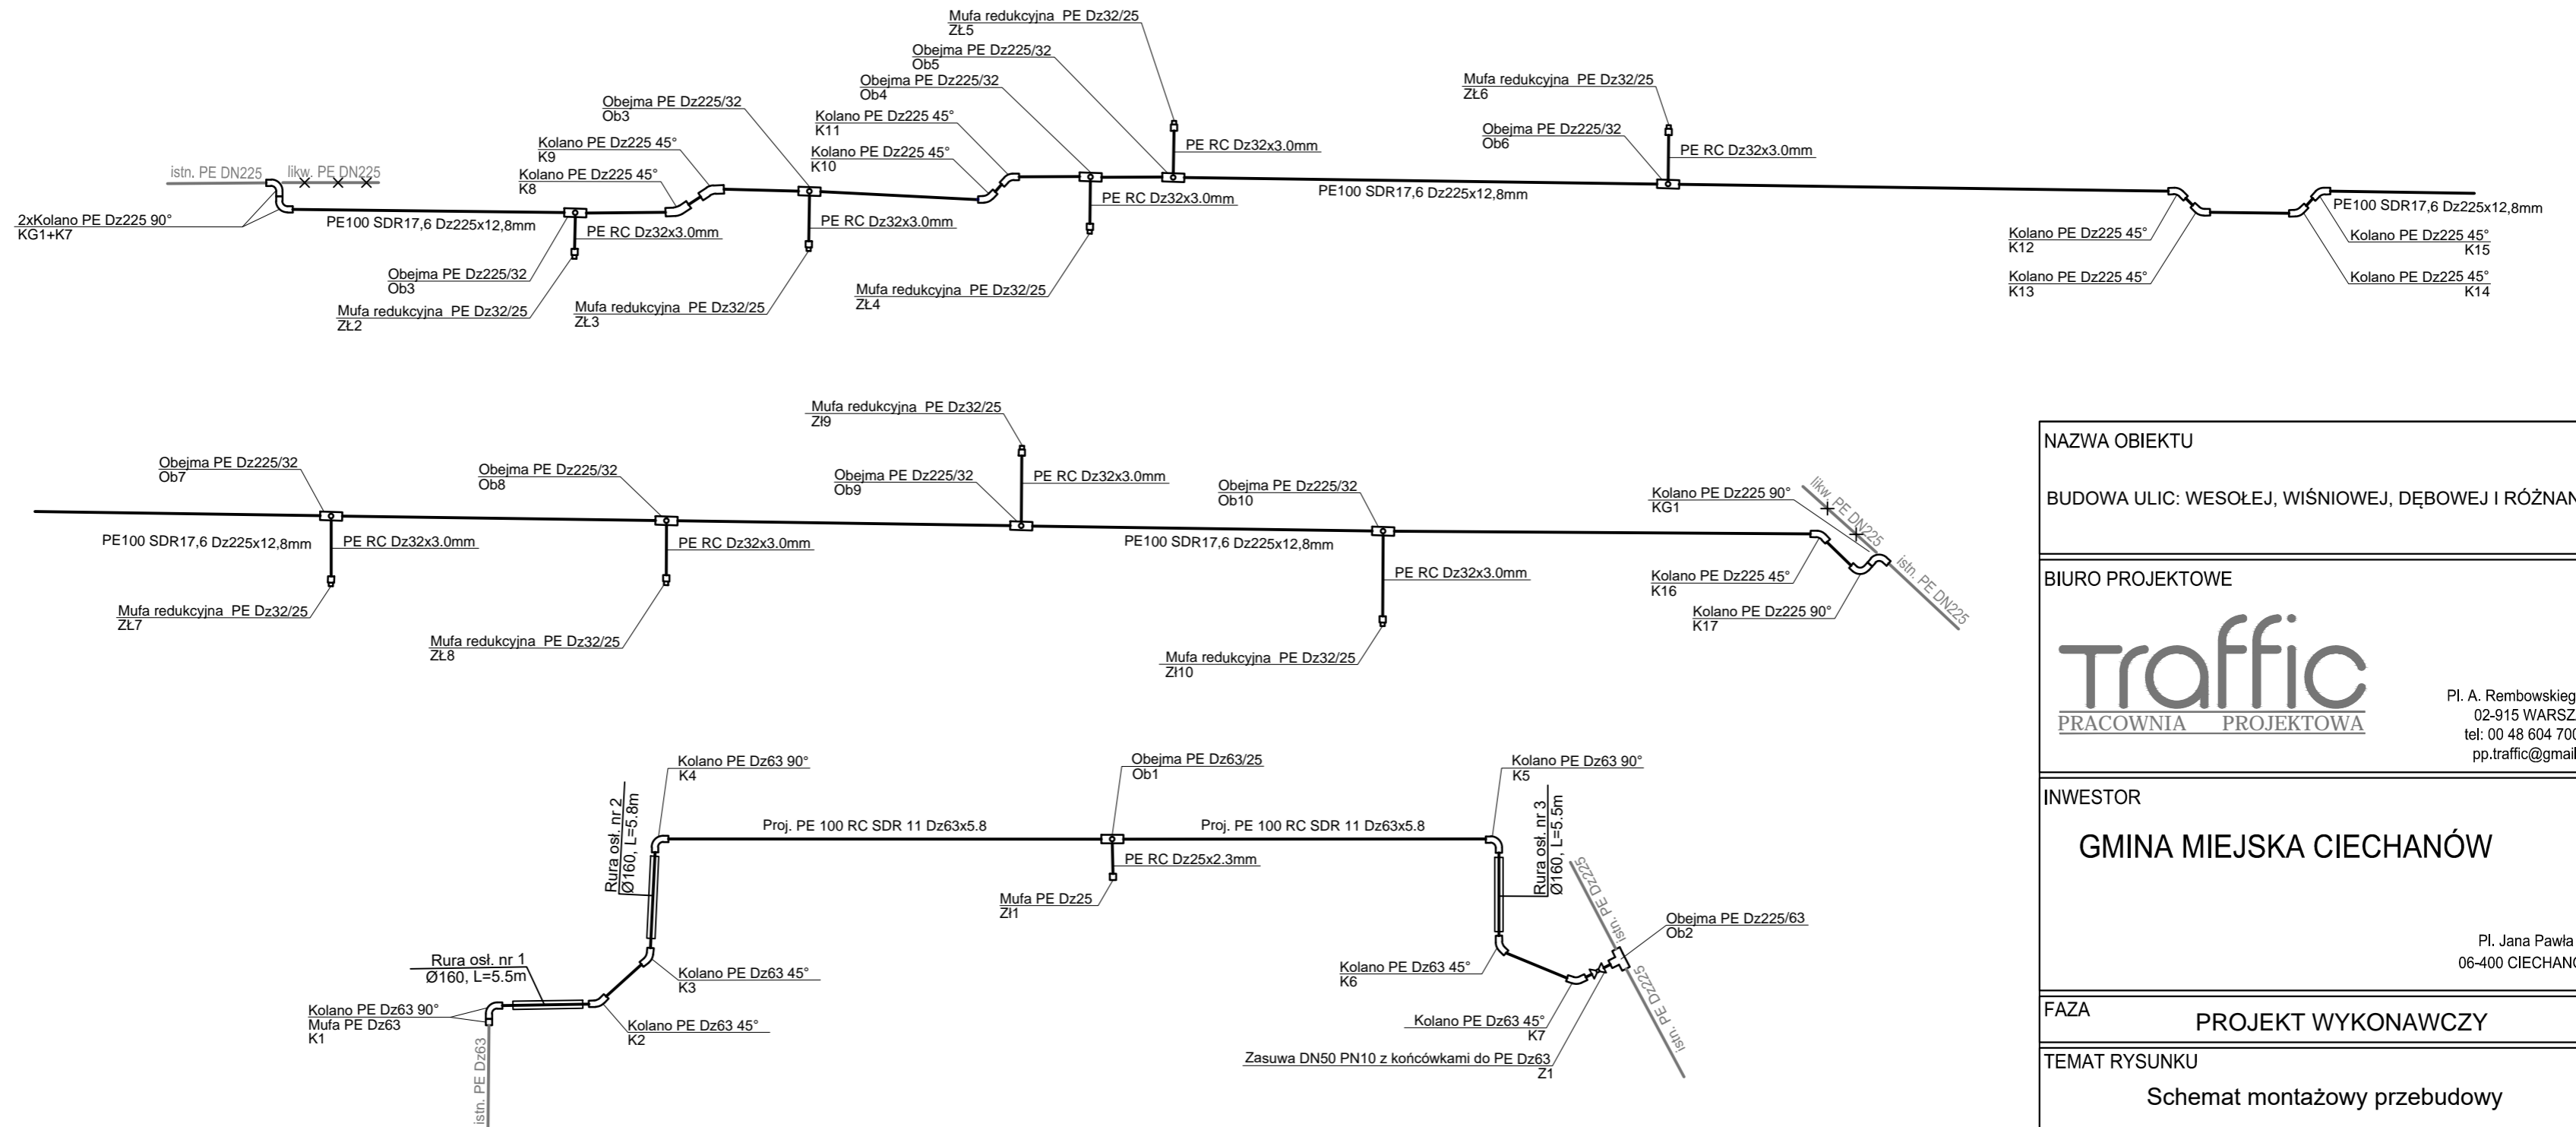 Mufa redukcyjna PE Dz32/25
ZŁ5
Obejma PE Dz225/32
Ob5
Obejma PE Dz225/32
Ob4
Mufa redukcyjna PE Dz32/25
ZŁ6
Obejma PE Dz225/32
Ob3
Kolano PE Dz225 45°
K11
Kolano PE Dz225 45°
K9
Kolano PE Dz225 45°
K10
Obejma PE Dz225/32
Ob6
PE RC Dz32x3.0mm
PE RC Dz32x3.0mm
istn. PE DN225
likw. PE DN225
Kolano PE Dz225 45°
K8
2xKolano PE Dz225 90°
KG1+K7
PE100 SDR17,6 Dz225x12,8mm
PE RC Dz32x3.0mm
PE RC Dz32x3.0mm
PE RC Dz32x3.0mm
PE100 SDR17,6 Dz225x12,8mm
PE100 SDR17,6 Dz225x12,8mm
Kolano PE Dz225 45°
K12
Kolano PE Dz225 45°
K15
Obejma PE Dz225/32
Ob3
Kolano PE Dz225 45°
K13
Kolano PE Dz225 45°
K14
Mufa redukcyjna PE Dz32/25
ZŁ2
Mufa redukcyjna PE Dz32/25
ZŁ3
Mufa redukcyjna PE Dz32/25
ZŁ4
Mufa redukcyjna PE Dz32/25
Zł9
Obejma PE Dz225/32
Ob7
Obejma PE Dz225/32
Ob8
Obejma PE Dz225/32
Ob9
PE RC Dz32x3.0mm
Obejma PE Dz225/32
Ob10
Kolano PE Dz225 90°
KG1
likw. PE DN225
istn. PE DN225
PE100 SDR17,6 Dz225x12,8mm
PE RC Dz32x3.0mm
PE RC Dz32x3.0mm
PE100 SDR17,6 Dz225x12,8mm
PE RC Dz32x3.0mm
Kolano PE Dz225 45°
K16
Kolano PE Dz225 90°
K17
Mufa redukcyjna PE Dz32/25
ZŁ7
Mufa redukcyjna PE Dz32/25
ZŁ8
Mufa redukcyjna PE Dz32/25
Zł10
Kolano PE Dz63 90°
K4
Obejma PE Dz63/25
Ob1
Kolano PE Dz63 90°
K5
Rura osł. nr 2
Ø160, L=5.8m
Proj. PE 100 RC SDR 11 Dz63x5.8
Proj. PE 100 RC SDR 11 Dz63x5.8
Rura osł. nr 3
Ø160, L=5.5m
PE RC Dz25x2.3mm
Mufa PE Dz25
Zł1
istn. PE Dz225
Obejma PE Dz225/63
Ob2
istn. PE Dz225
Rura osł. nr 1
Ø160, L=5.5m
Kolano PE Dz63 45°
K3
Kolano PE Dz63 45°
K6
Kolano PE Dz63 90°
Mufa PE Dz63
K1
Kolano PE Dz63 45°
K2
Kolano PE Dz63 45°
K7
Zasuwa DN50 PN10 z końcówkami do PE Dz63
Z1
istn. PE Dz63
NAZWA OBIEKTU
BUDOWA ULIC: WESOŁEJ, WIŚNIOWEJ, DĘBOWEJ I RÓŻAN
BIURO PROJEKTOWE
Traffic
PRACOWNIA PROJEKTOWA
Pl. A. Rembowskieg
02-915 WARSZ
tel: 00 48 604 700
pp.traffic@gmail
INWESTOR
GMINA MIEJSKA CIECHANÓW
Pl. Jana Pawła
06-400 CIECHANÓ
FAZA
PROJEKT WYKONAWCZY
TEMAT RYSUNKU
Schemat montażowy przebudowy